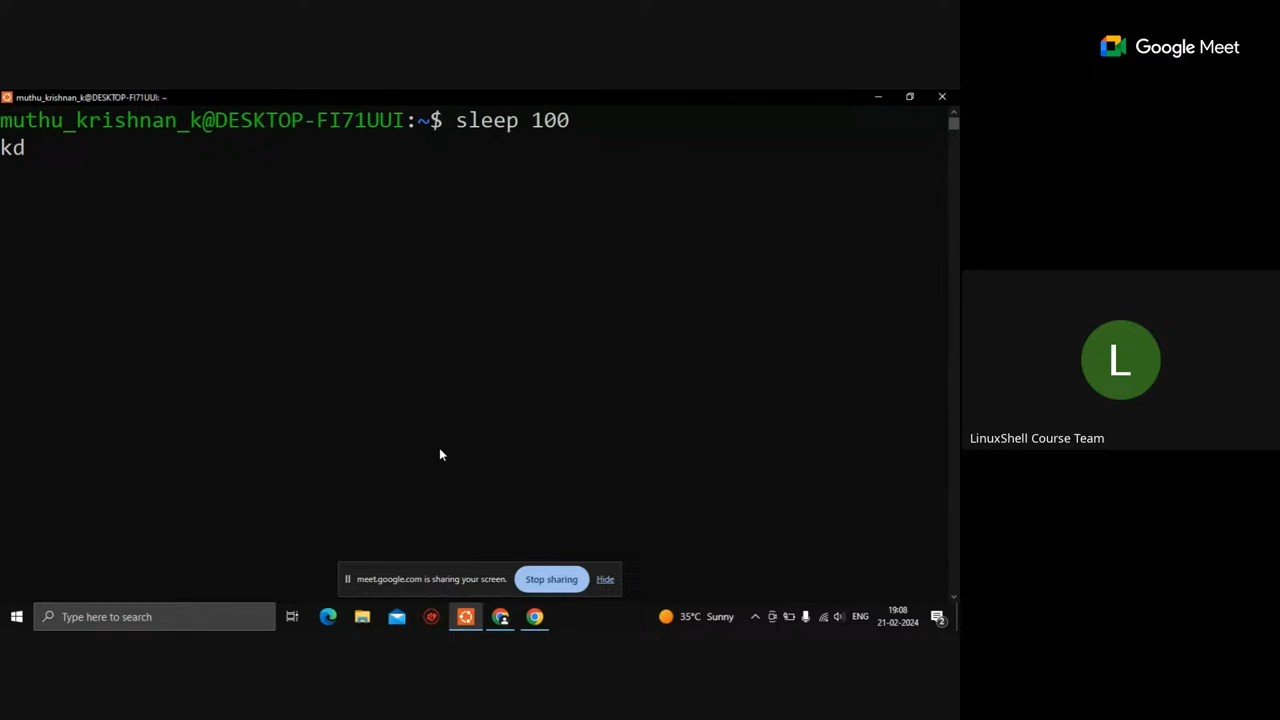 Google Meet
muthu_krishnan_k@DESKTOP-FI71UUI: ~
muthu_krishnan_k@DESKTOP-FI71UUI:~$ sleep 100
kd
L
LinuxShell Course Team
meet.google.com is sharing your screen.
Stop sharing
Hide
Type here to search
35°C Sunny
ENG
19:08
21-02-2024
2